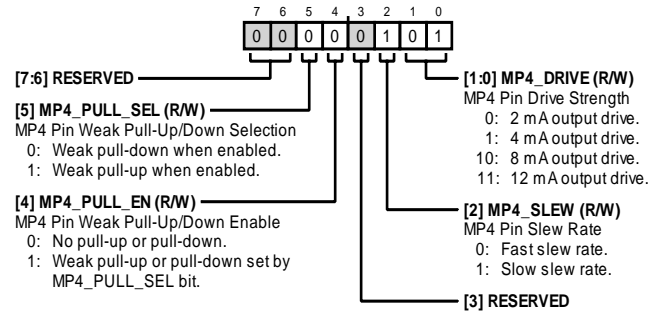 7 6 5 4 3 2 1 0
0 0 0 0 0 1 0 1
[7:6] RESERVED
[5] MP4_PULL_SEL (R/W)
MP4 Pin Weak Pull-Up/Down Selection
0: Weak pull-down when enabled.
1: Weak pull-up when enabled.
[4] MP4_PULL_EN (R/W)
MP4 Pin Weak Pull-Up/Down Enable
0: No pull-up or pull-down.
1: Weak pull-up or pull-down set by
MP4_PULL_SEL bit.
[1:0] MP4_DRIVE (R/W)
MP4 Pin Drive Strength
0: 2 mA output drive.
1: 4 mA output drive.
10: 8 mA output drive.
11: 12 mA output drive.
[2] MP4_SLEW (R/W)
MP4 Pin Slew Rate
0: Fast slew rate.
1: Slow slew rate.
[3] RESERVED